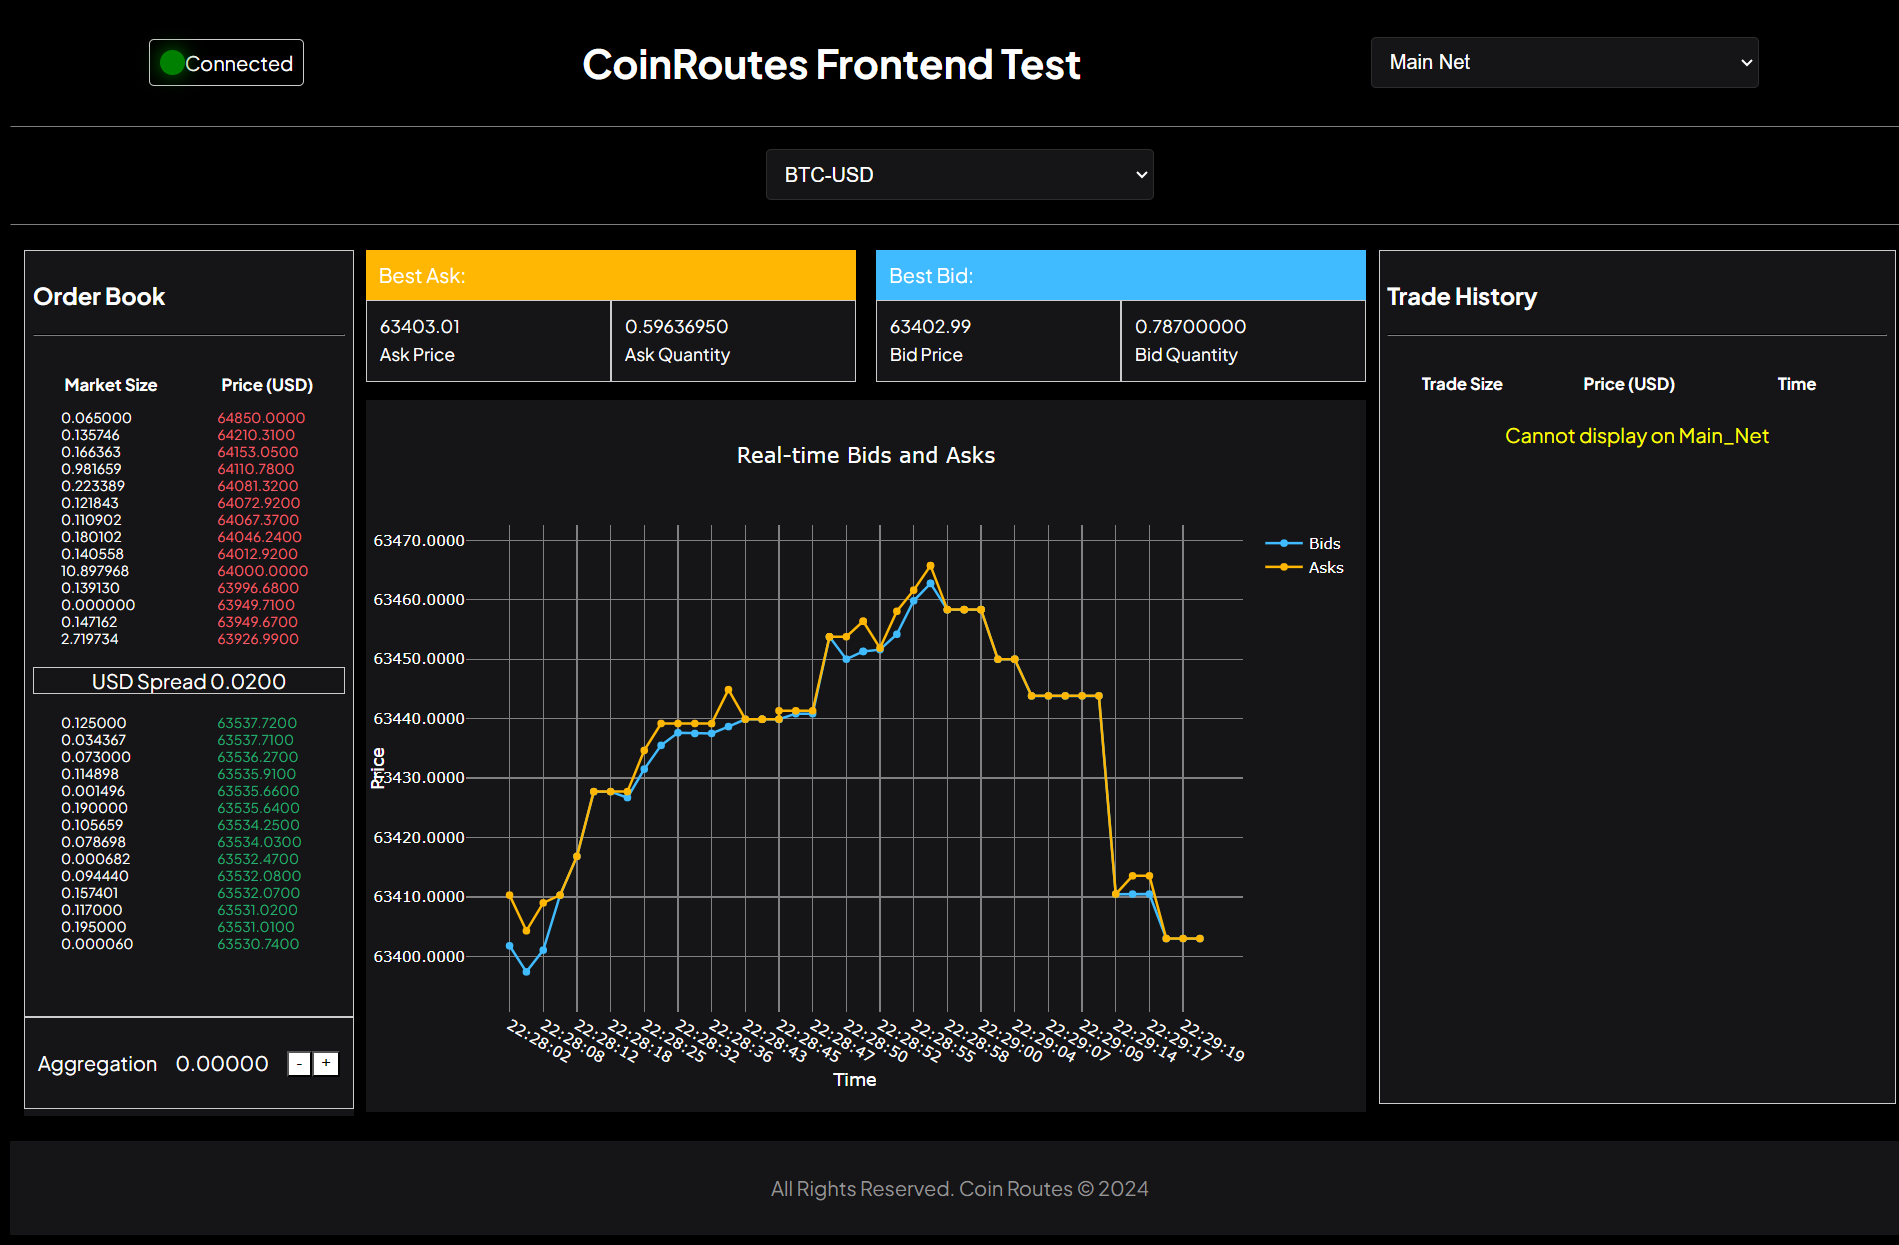 Connected
CoinRoutes Frontend Test
Main Net
BTC-USD
Order Book
Market Size Price (USD)
0.065000 64850.0000
0.135746 64210.3100
0.166363 64153.0500
0.981659 64110.7800
0.223389 64081.3200
0.121843 64072.9200
0.110902 64067.3700
0.180102 64046.2400
0.140558 64012.9200
10.897968 64000.0000
0.139130 63996.6800
0.000000 63949.7100
0.147162 63949.6700
2.719734 63926.9900
USD Spread 0.0200
0.125000 63537.7200
0.034367 63537.7100
0.073000 63536.2700
0.114898 63535.9100
0.001496 63535.6600
0.190000 63535.6400
0.105659 63534.2500
0.078698 63534.0300
0.000682 63532.4700
0.094440 63532.0800
0.157401 63532.0700
0.117000 63531.0200
0.195000 63531.0100
0.000060 63530.7400
Aggregation 0.00000 - +
Best Ask:
63403.01
Ask Price
0.59636950
Ask Quantity
Best Bid:
63402.99
Bid Price
0.78700000
Bid Quantity
Real-time Bids and Asks
63470.0000
63460.0000
63450.0000
63440.0000
63430.0000
63420.0000
63410.0000
63400.0000
Price
Bids
Asks
22:28:02
22:28:08
22:28:12
22:28:18
22:28:25
22:28:32
22:28:36
22:28:43
22:28:45
22:28:47
22:28:50
22:28:52
22:28:55
22:28:58
22:29:00
22:29:04
22:29:07
22:29:09
22:29:14
22:29:17
22:29:19
Time
Trade History
Trade Size Price (USD) Time
Cannot display on Main_Net
All Rights Reserved. Coin Routes © 2024